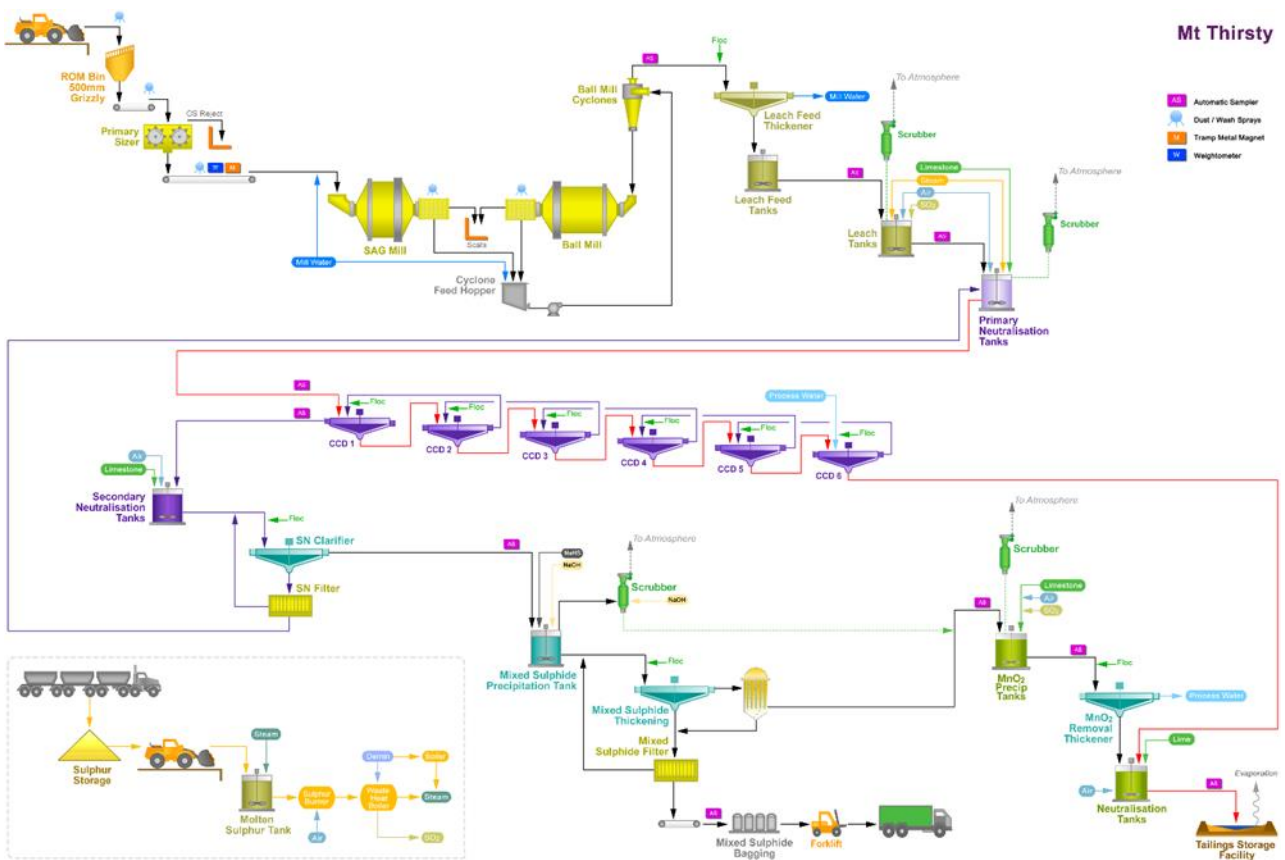 Mt Thirsty
AS Automatic Sampler
Dust / Wash Sprays
M Tramp Metal Magnet
W Weightometer
ROM Bin
500mm
Grizzly
OS Reject
Primary
Sizer
W
M
SAG Mill
Scats
Ball Mill
Mill Water
Cyclone
Feed Hopper
Ball Mill
Cyclones
AS
Floc
Leach Feed
Thickener
Mill Water
Leach Feed
Tanks
AS
To Atmosphere
Scrubber
Limestone
Steam
Air
SO₂
Leach
Tanks
AS
To Atmosphere
Scrubber
Primary
Neutralisation
Tanks
AS
AS
Floc
CCD 1
Floc
CCD 2
Floc
CCD 3
Floc
CCD 4
Floc
CCD 5
Process Water
Floc
CCD 6
Air
Limestone
Secondary
Neutralisation
Tanks
Floc
SN Clarifier
SN Filter
AS
NaHS
NaOH
To Atmosphere
Scrubber
NaOH
Mixed Sulphide
Precipitation Tank
Floc
Mixed Sulphide
Thickening
Mixed
Sulphide Filter
AS
Mixed Sulphide
Bagging
Forklift
To Atmosphere
Scrubber
AS
Limestone
Air
SO₂
MnO₂
Precip
Tanks
AS
Floc
Process Water
MnO₂
Removal
Thickener
Lime
Air
Neutralisation
Tanks
AS
Evaporation
Tailings Storage
Facility
Sulphur
Storage
Steam
Molton
Sulphur Tank
Sulphur
Burner
Air
Demin
Waste
Heat
Boiler
Boiler
Steam
SO₂